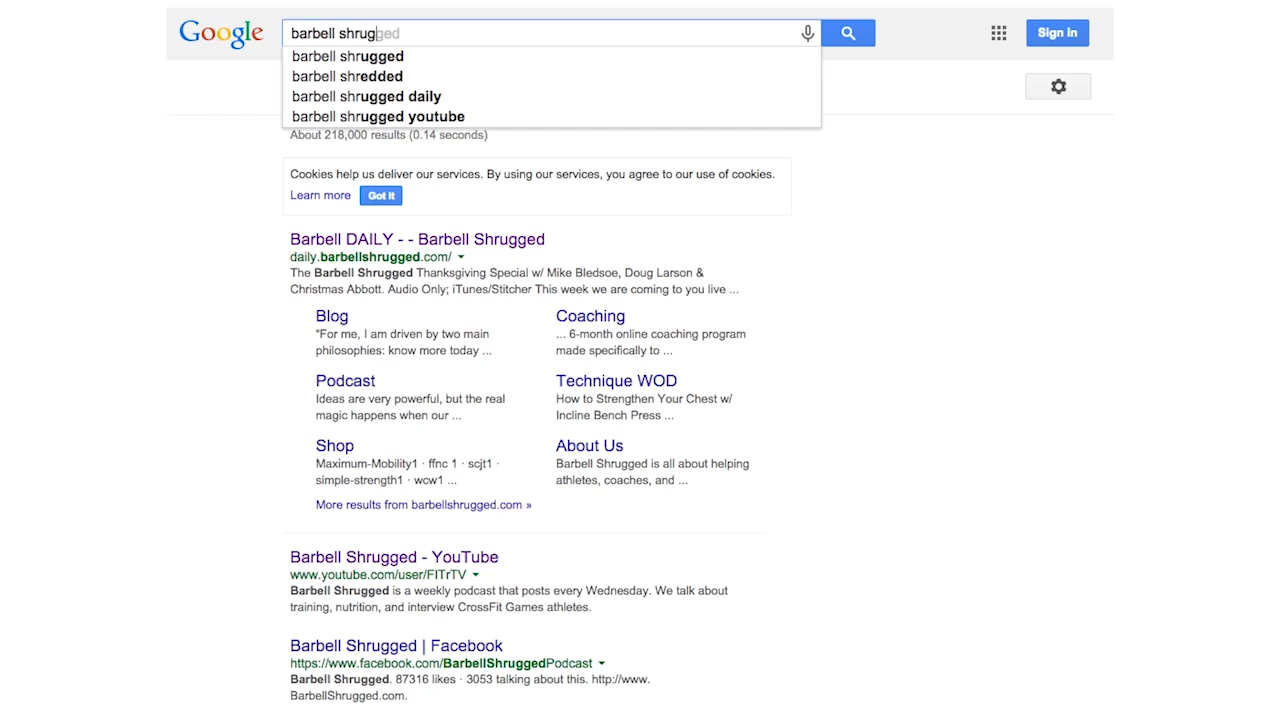 Google
barbell shrugged
Sign in
barbell shrugged
barbell shredded
barbell shrugged daily
barbell shrugged youtube
About 218,000 results (0.14 seconds)
Cookies help us deliver our services. By using our services, you agree to our use of cookies.
Learn more Got it
Barbell DAILY - - Barbell Shrugged
daily.barbellshrugged.com/
The Barbell Shrugged Thanksgiving Special w/ Mike Bledsoe, Doug Larson &
Christmas Abbott. Audio Only; iTunes/Stitcher This week we are coming to you live ...
Blog
"For me, I am driven by two main
philosophies: know more today ...
Coaching
... 6-month online coaching program
made specifically to ...
Podcast
Ideas are very powerful, but the real
magic happens when our ...
Technique WOD
How to Strengthen Your Chest w/
Incline Bench Press ...
Shop
Maximum-Mobility1 · ffnc 1 · scjt1 ·
simple-strength1 · wcw1 ...
About Us
Barbell Shrugged is all about helping
athletes, coaches, and ...
More results from barbellshrugged.com »
Barbell Shrugged - YouTube
www.youtube.com/user/FITrTV
Barbell Shrugged is a weekly podcast that posts every Wednesday. We talk about
training, nutrition, and interview CrossFit Games athletes.
Barbell Shrugged | Facebook
https://www.facebook.com/BarbellShruggedPodcast
Barbell Shrugged. 87316 likes · 3053 talking about this. http://www.
BarbellShrugged.com.